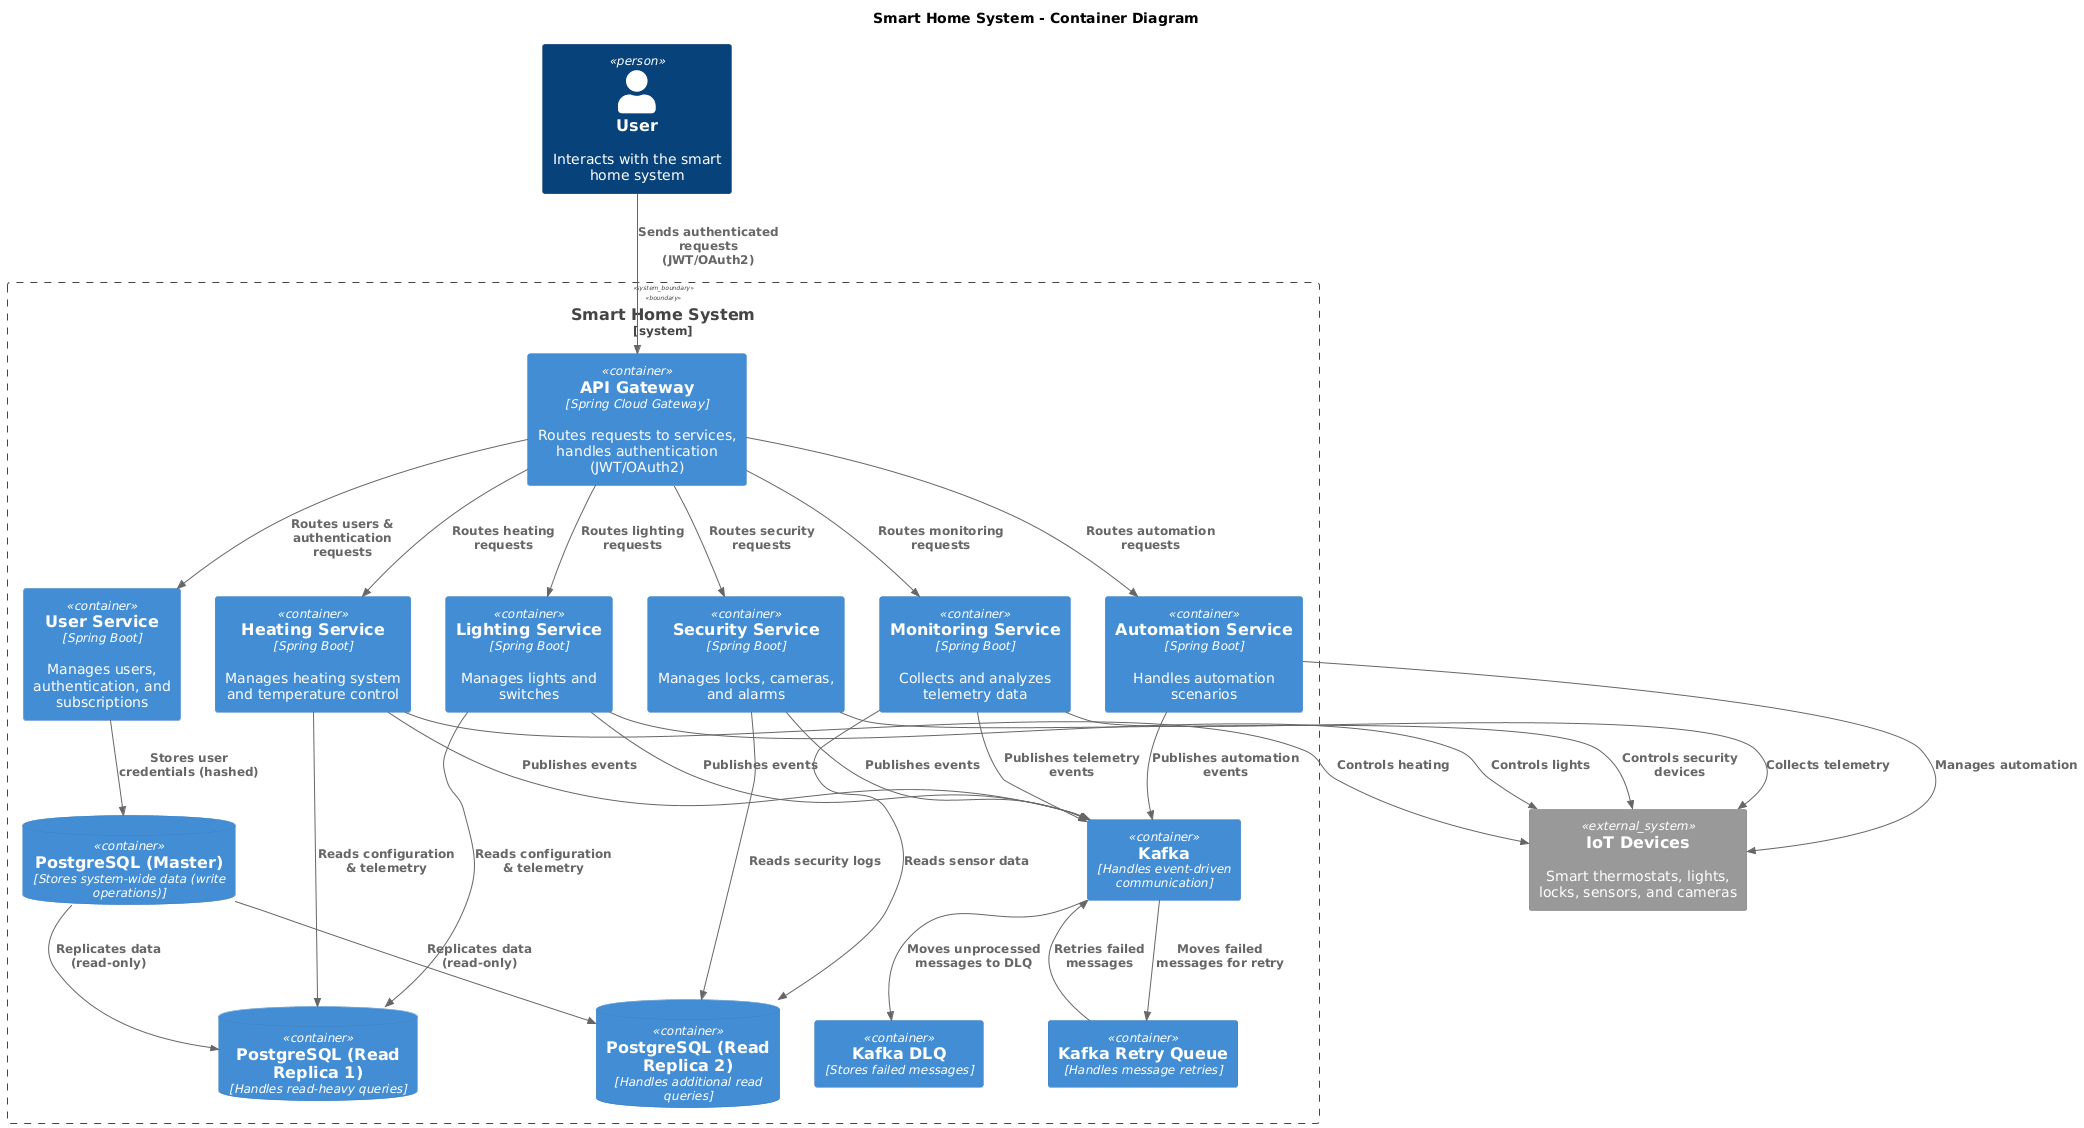 Smart Home System - Container Diagram
«person»
User
Interacts with the smart
home system
Sends authenticated
requests
(JWT/OAuth2)
«system_boundary»
«boundary»
Smart Home System
[system]
«container»
API Gateway
[Spring Cloud Gateway]
Routes requests to services,
handles authentication
(JWT/OAuth2)
Routes users &
authentication
requests
Routes heating
requests
Routes lighting
requests
Routes security
requests
Routes monitoring
requests
Routes automation
requests
«container»
User Service
[Spring Boot]
Manages users,
authentication, and
subscriptions
«container»
Heating Service
[Spring Boot]
Manages heating system
and temperature control
«container»
Lighting Service
[Spring Boot]
Manages lights and
switches
«container»
Security Service
[Spring Boot]
Manages locks, cameras,
and alarms
«container»
Monitoring Service
[Spring Boot]
Collects and analyzes
telemetry data
«container»
Automation Service
[Spring Boot]
Handles automation
scenarios
Stores user
credentials (hashed)
Publishes events
Publishes events
Publishes events
Publishes telemetry
events
Publishes automation
events
Controls heating
Controls lights
Controls security
devices
Collects telemetry
Manages automation
«container»
PostgreSQL (Master)
[Stores system-wide data (write
operations)]
Reads configuration
& telemetry
Reads configuration
& telemetry
Reads security logs
Reads sensor data
«container»
Kafka
[Handles event-driven
communication]
«external_system»
IoT Devices
Smart thermostats, lights,
locks, sensors, and cameras
Replicates data
(read-only)
Replicates data
(read-only)
Moves unprocessed
messages to DLQ
Retries failed
messages
Moves failed
messages for retry
«container»
PostgreSQL (Read
Replica 1)
[Handles read-heavy queries]
«container»
PostgreSQL (Read
Replica 2)
[Handles additional read
queries]
«container»
Kafka DLQ
[Stores failed messages]
«container»
Kafka Retry Queue
[Handles message retries]